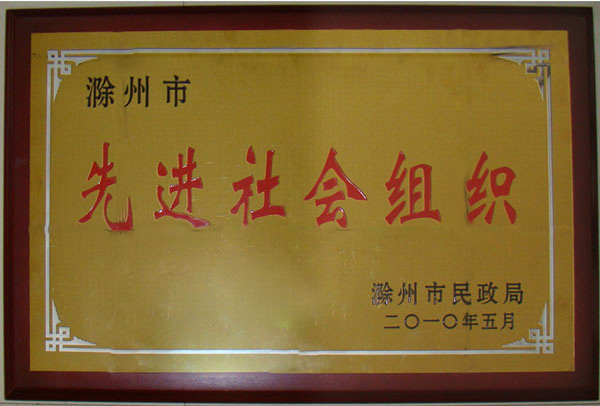 滁州市
先进社会组织
滁州市民政局
二〇一〇年五月